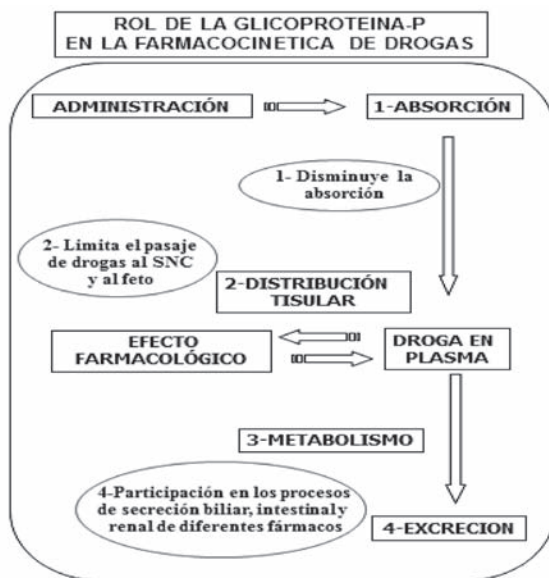 ROL DE LA GLICOPROTEINA-P
EN LA FARMACOCINETICA DE DROGAS
ADMINISTRACIÓN
1-ABSORCIÓN
1- Disminuye la
absorción
2- Limita el pasaje
de drogas al SNC
y al feto
2-DISTRIBUCIÓN
TISULAR
EFECTO
FARMACOLÓGICO
DROGA EN
PLASMA
3-METABOLISMO
4-Participación en los procesos
de secreción biliar, intestinal y
renal de diferentes fármacos
4-EXCRECION